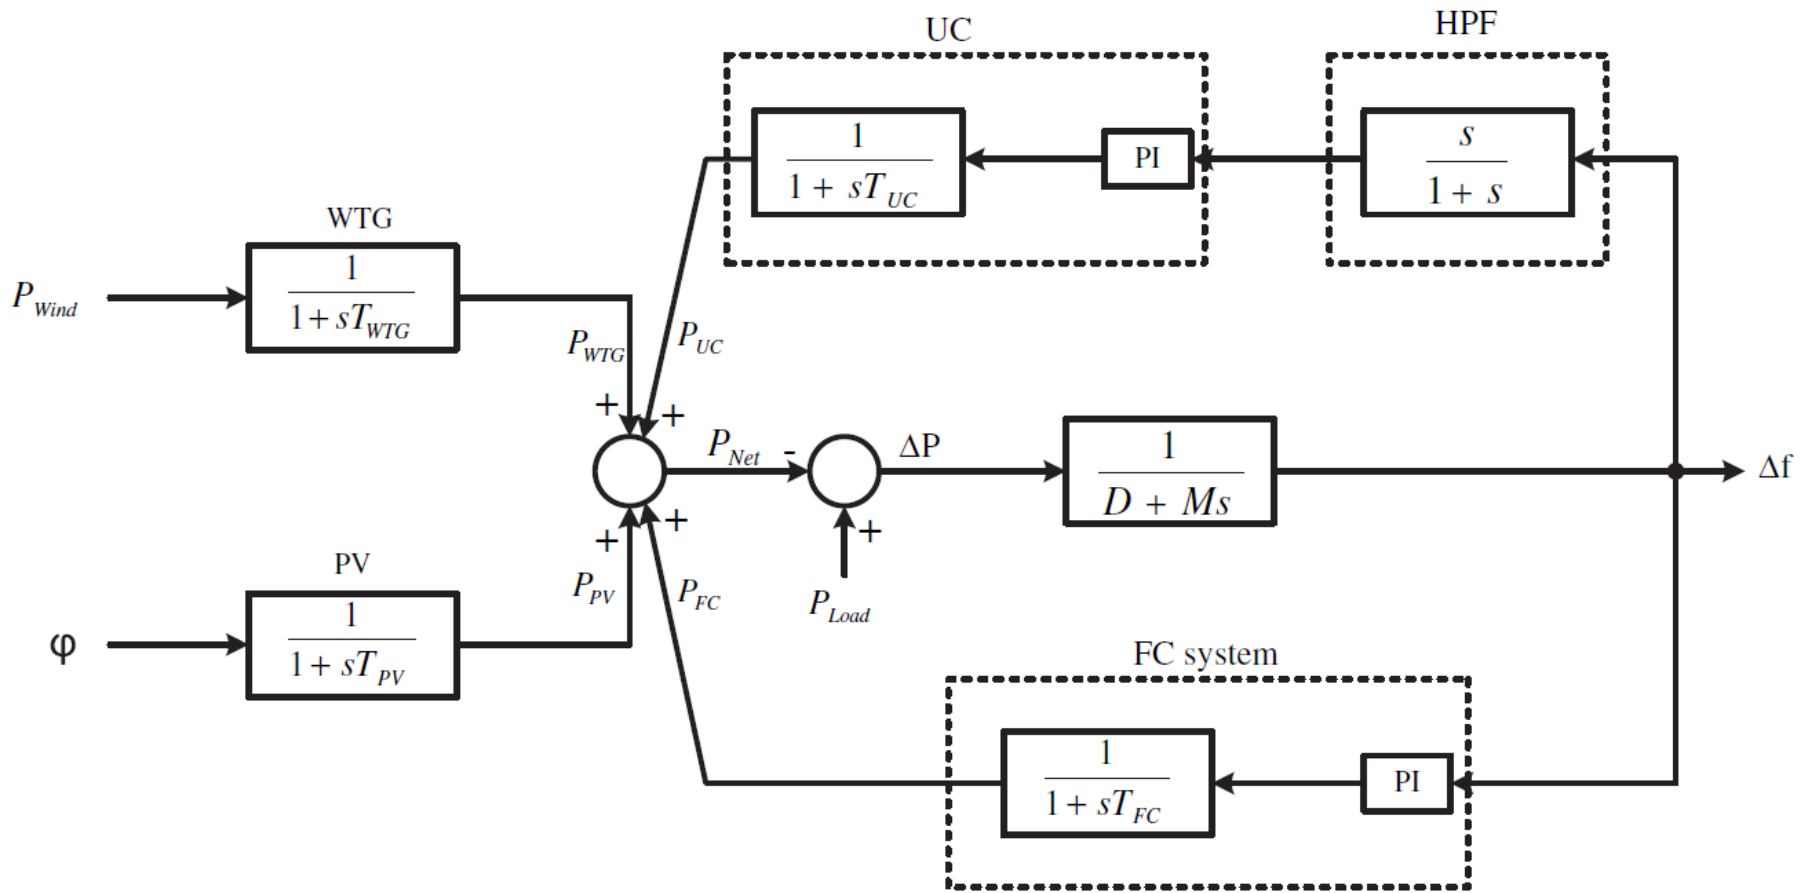 UC
HPF
1
1 + sT_UC
PI
s
1 + s
WTG
P_Wind
1
1 + sT_WTG
P_WTG
P_UC
+
+
P_Net
-
ΔP
1
D + Ms
Δf
+
+
+
P_PV
P_FC
P_Load
PV
φ
1
1 + sT_PV
FC system
1
1 + sT_FC
PI